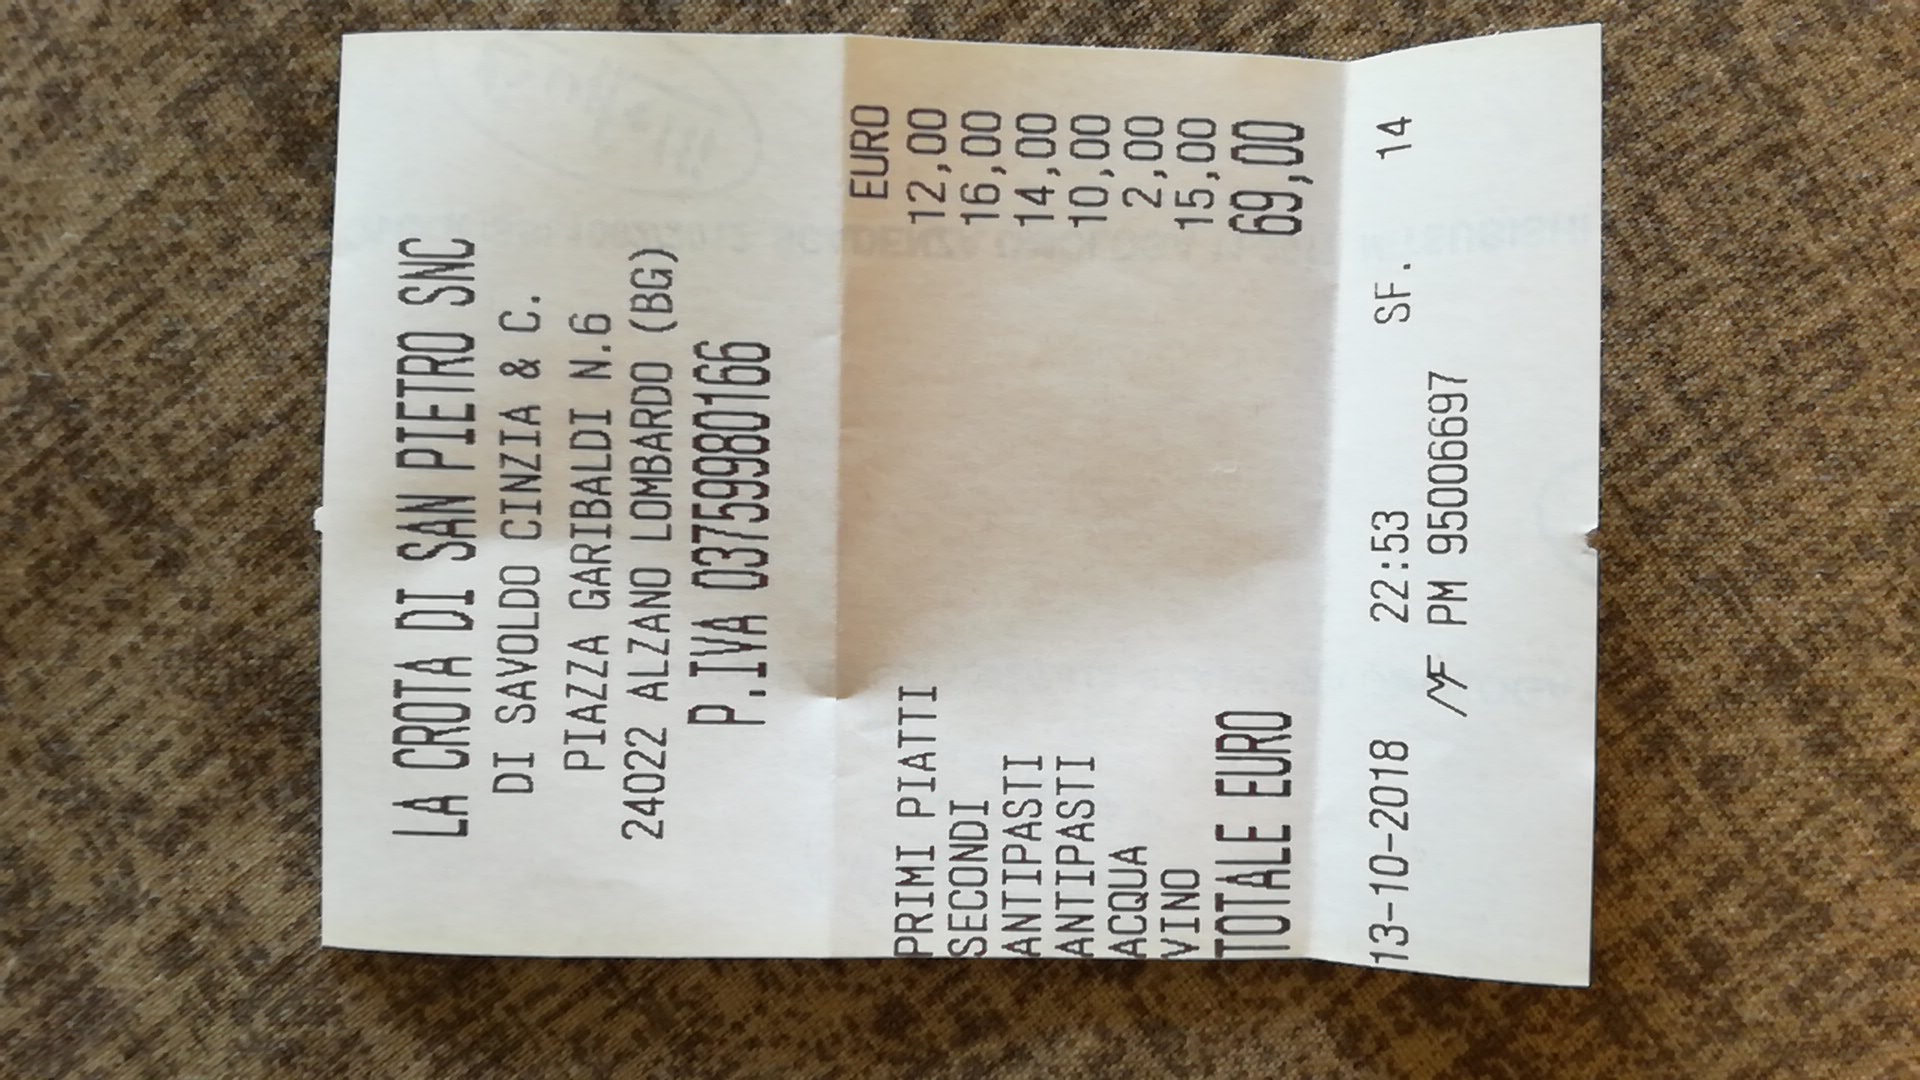 LA CROTA DI SAN PIETRO SNC
DI SAVOLDO CINZIA & C.
PIAZZA GARIBALDI N.6
24022 ALZANO LOMBARDO (BG)
P.IVA 03759980166
EURO
PRIMI PIATTI 12,00
SECONDI 16,00
ANTIPASTI 14,00
ANTIPASTI 10,00
ACQUA 2,00
VINO 15,00
TOTALE EURO 69,00
13-10-2018 22:53 SF. 14
MF PM 95006697